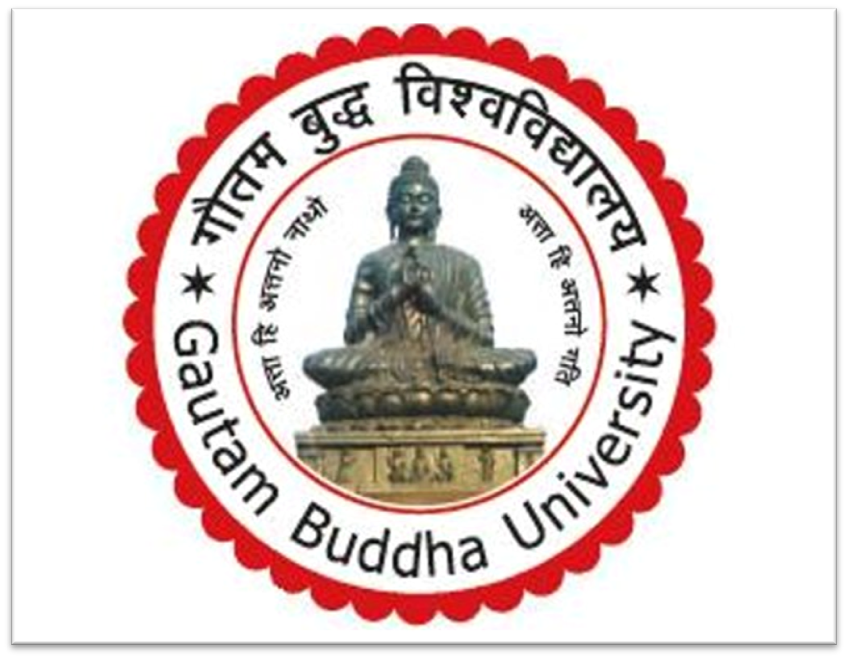 गौतम बुद्ध विश्वविद्यालय
अत्ता हि अत्तनो नाथो
अत्ता हि अत्तनो गति
Gautam Buddha University